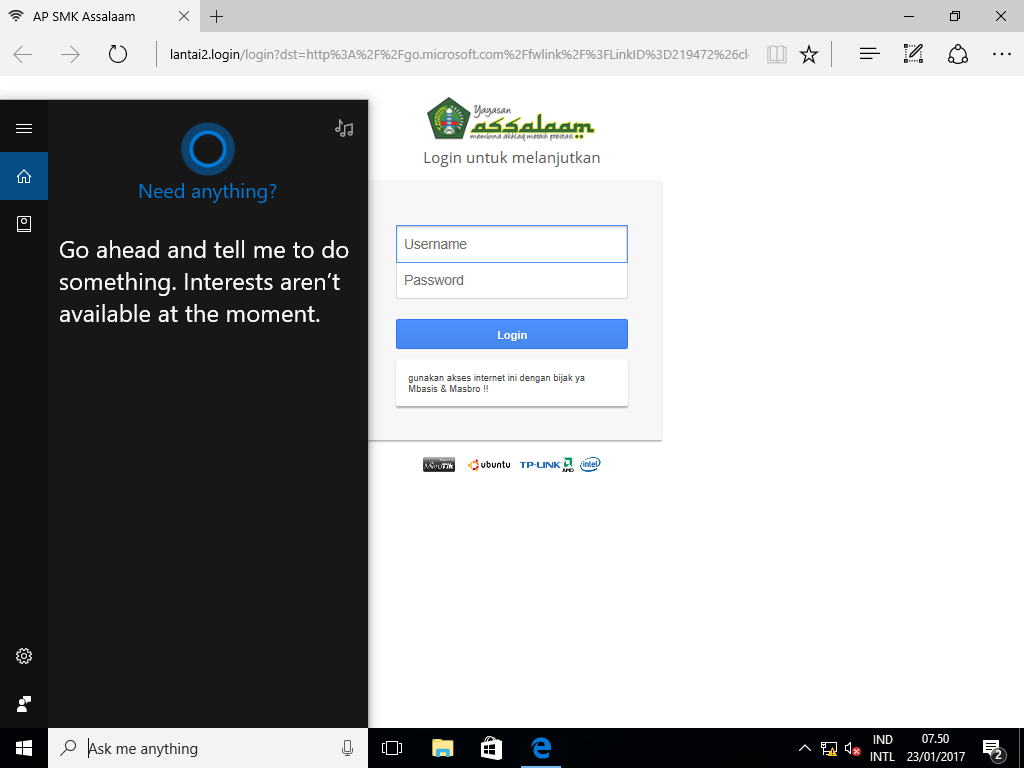 AP SMK Assalaam
lantai2.login/login?dst=http%3A%2F%2Fgo.microsoft.com%2Ffwlink%2F%3FLinkID%3D219472%26cl
Yayasan
assalaam
membina akhlaq meraih prestasi
Login untuk melanjutkan
Need anything?
Go ahead and tell me to do
something. Interests aren't
available at the moment.
Username
Password
Login
gunakan akses internet ini dengan bijak ya
Mbasis & Masbro !!
MikroTik
ubuntu
TP-LINK
AMD
intel
Ask me anything
IND
INTL
07.50
23/01/2017
2